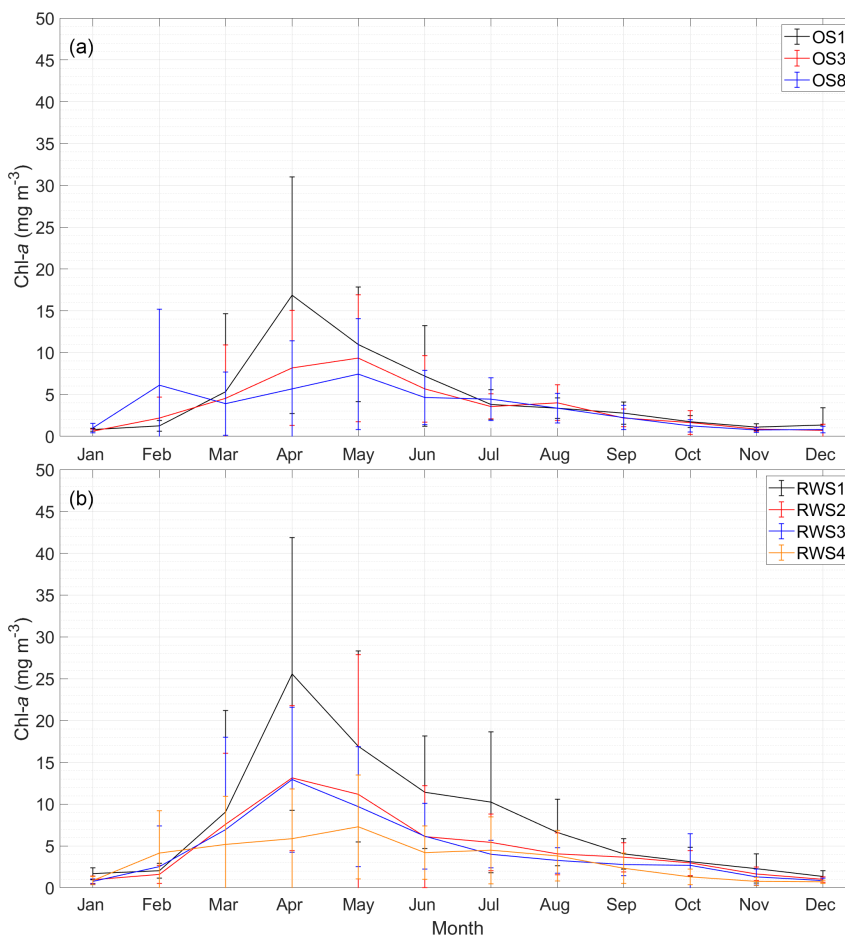 50
(a)
OS1
45
OS3
40
OS8
35
30
Chl-a (mg m-3)
25
20
15
10
5
0
Jan Feb Mar Apr May Jun Jul Aug Sep Oct Nov Dec
50
(b)
RWS1
45
RWS2
40
RWS3
35
RWS4
30
Chl-a (mg m-3)
25
20
15
10
5
0
Jan Feb Mar Apr May Jun Jul Aug Sep Oct Nov Dec
Month